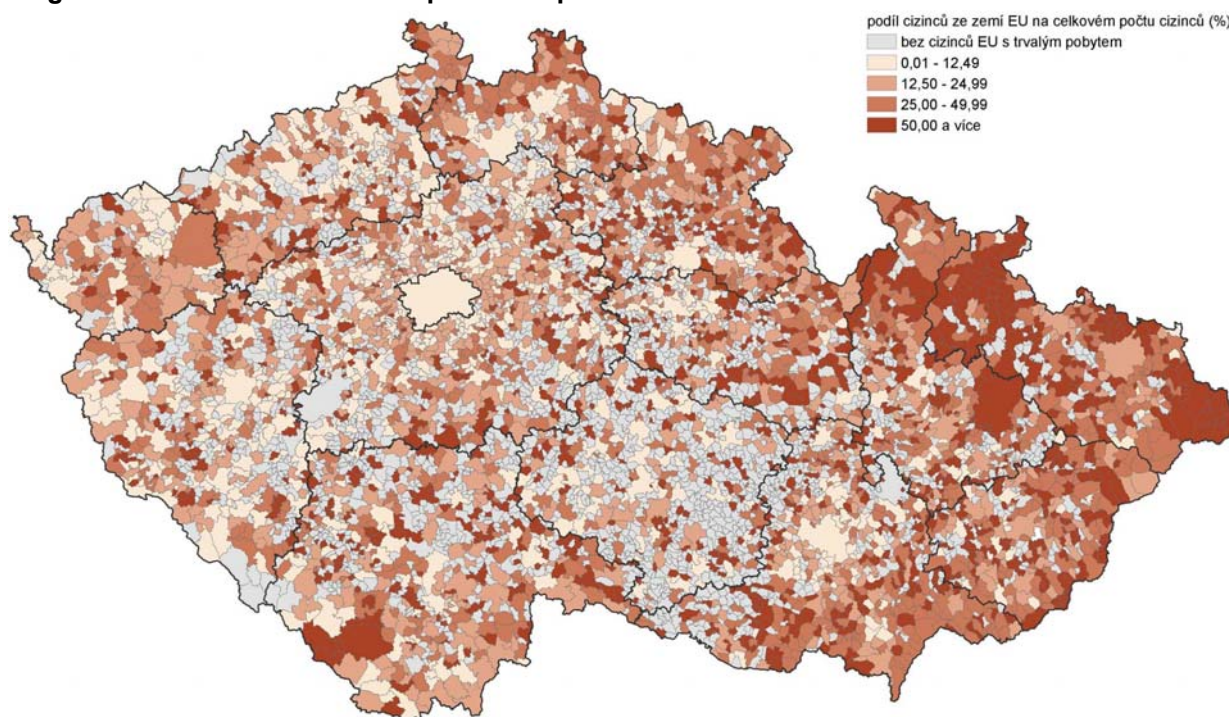 podíl cizinců ze zemí EU na celkovém počtu cizinců (%)
bez cizinců EU s trvalým pobytem
0,01 - 12,49
12,50 - 24,99
25,00 - 49,99
50,00 a více